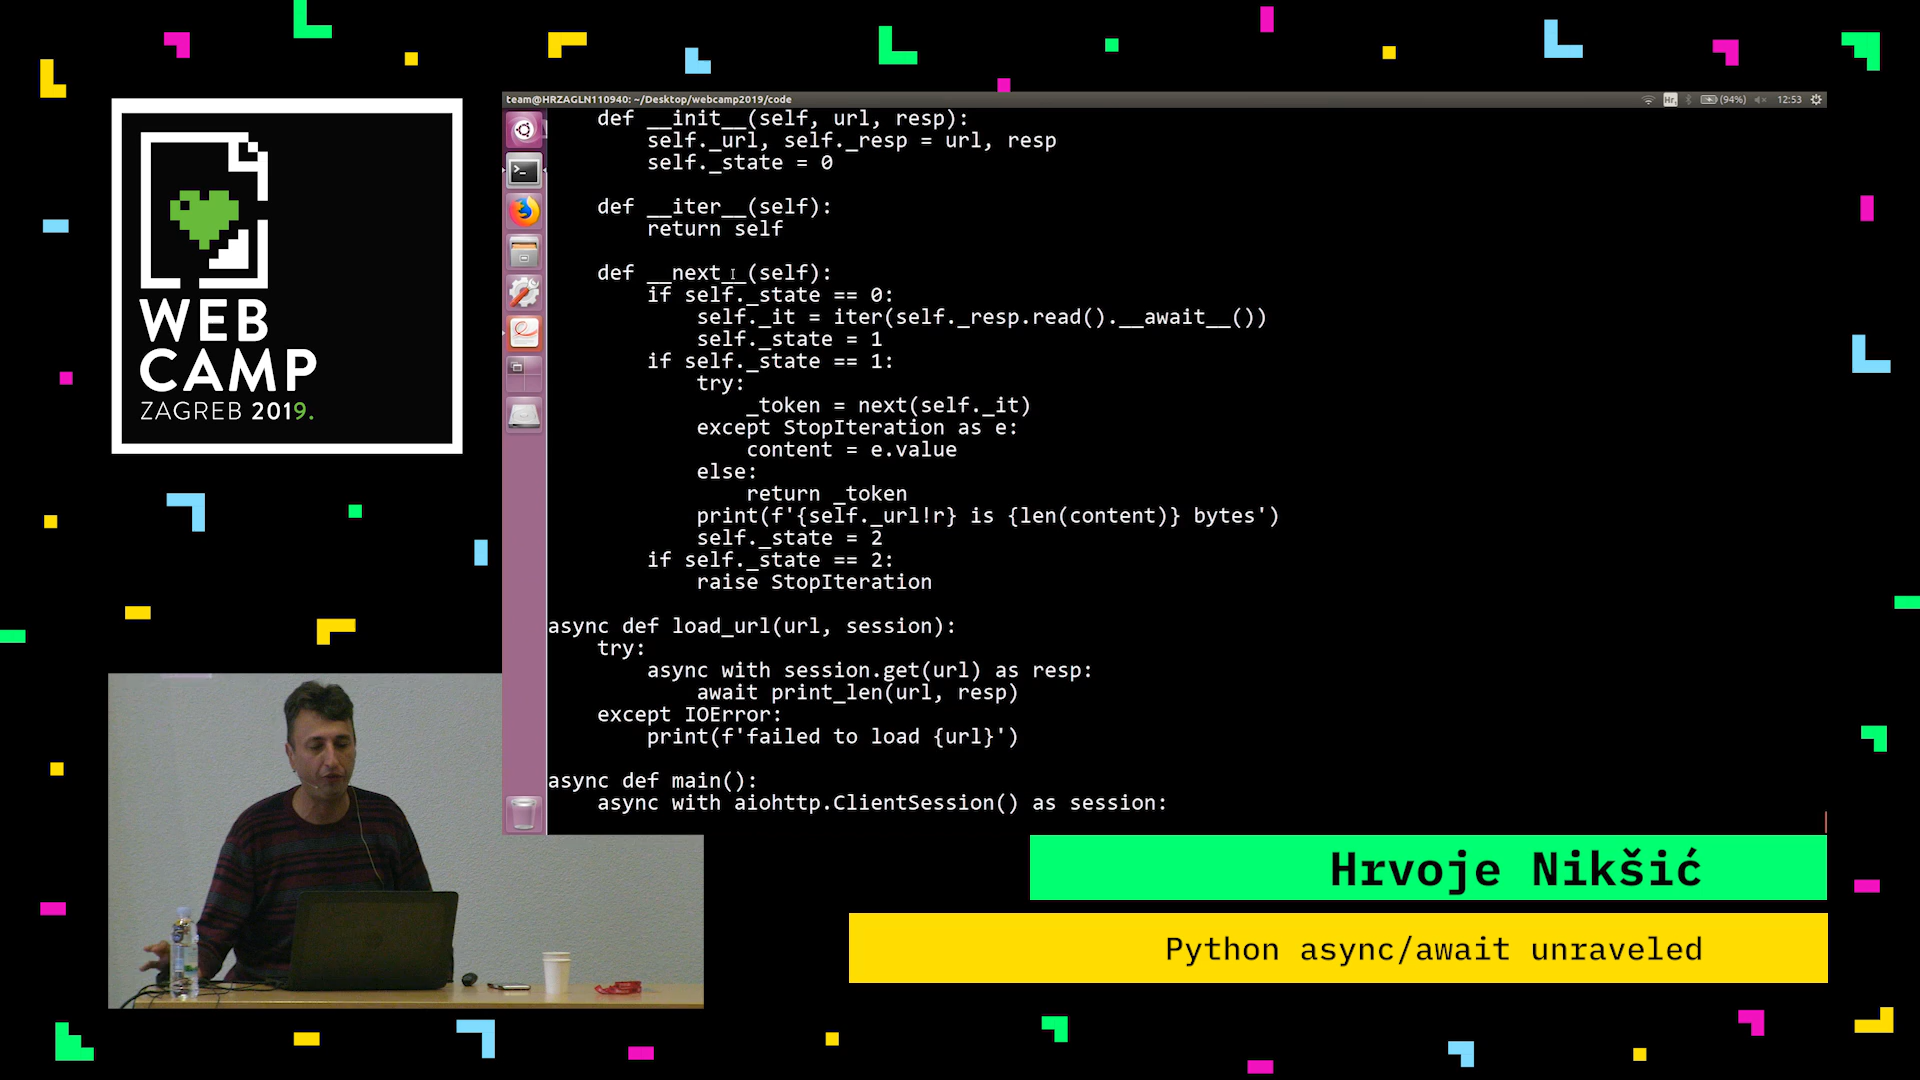 WEB
CAMP
ZAGREB 2019.
team@HRZAGLN110940: ~/Desktop/webcamp2019/code
Hr
(94%)
12:53
def __init__(self, url, resp):
self._url, self._resp = url, resp
self._state = 0
def __iter__(self):
return self
def __next__(self):
if self._state == 0:
self._it = iter(self._resp.read().__await__())
self._state = 1
if self._state == 1:
try:
_token = next(self._it)
except StopIteration as e:
content = e.value
else:
return _token
print(f'{self._url!r} is {len(content)} bytes')
self._state = 2
if self._state == 2:
raise StopIteration
async def load_url(url, session):
try:
async with session.get(url) as resp:
await print_len(url, resp)
except IOError:
print(f'failed to load {url}')
async def main():
async with aiohttp.ClientSession() as session:
Hrvoje Nikšić
Python async/await unraveled